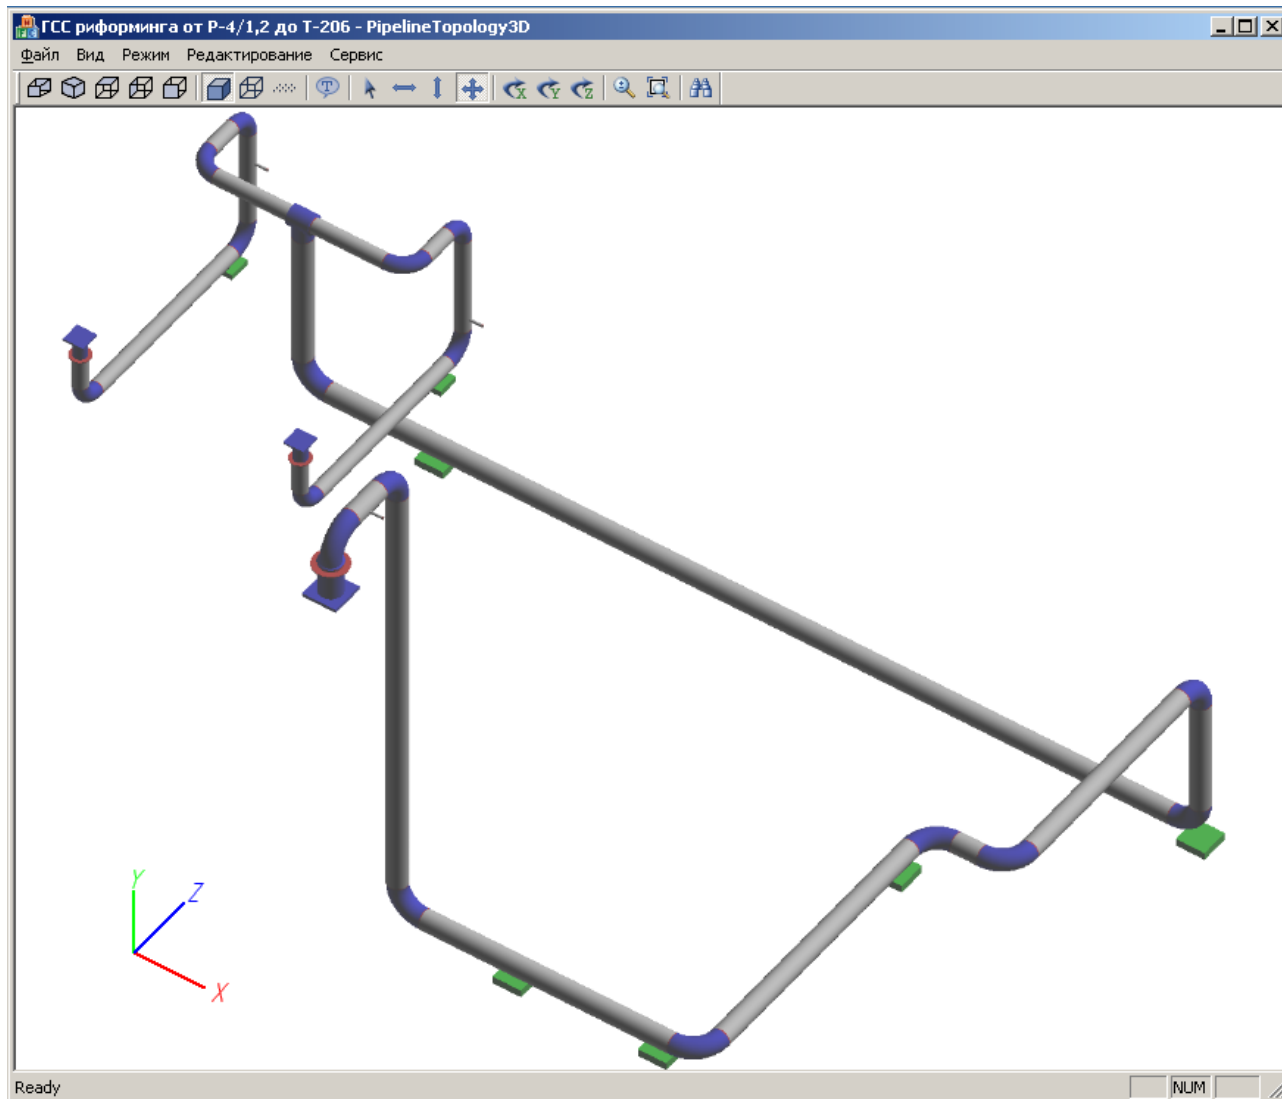 ГСС риформинга от Р-4/1,2 до Т-206 - PipelineTopology3D
Файл Вид Режим Редактирование Сервис
T X Y Z
Y
Z
X
Ready NUM